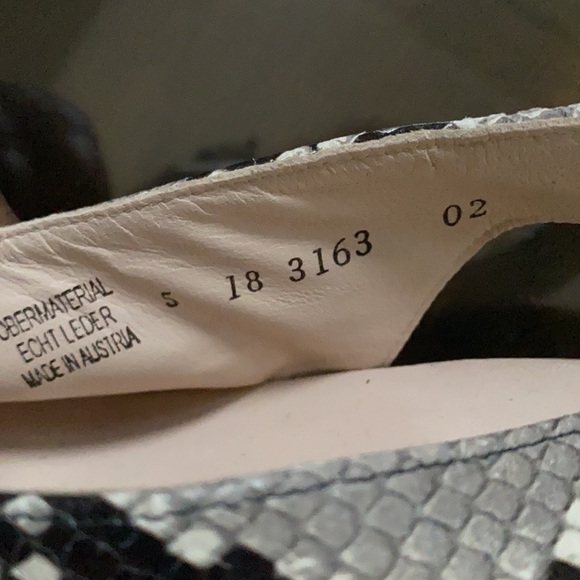 OBERMATERIAL
ECHT LEDER
MADE IN AUSTRIA
5 18 3163 02